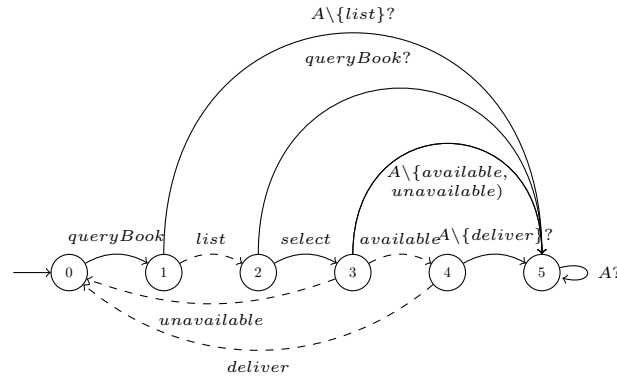 A\{list}?
queryBook?
A\{available,
unavailable)
queryBook
list
select
available
A\{deliver}?
0
1
2
3
4
5
A?
unavailable
deliver